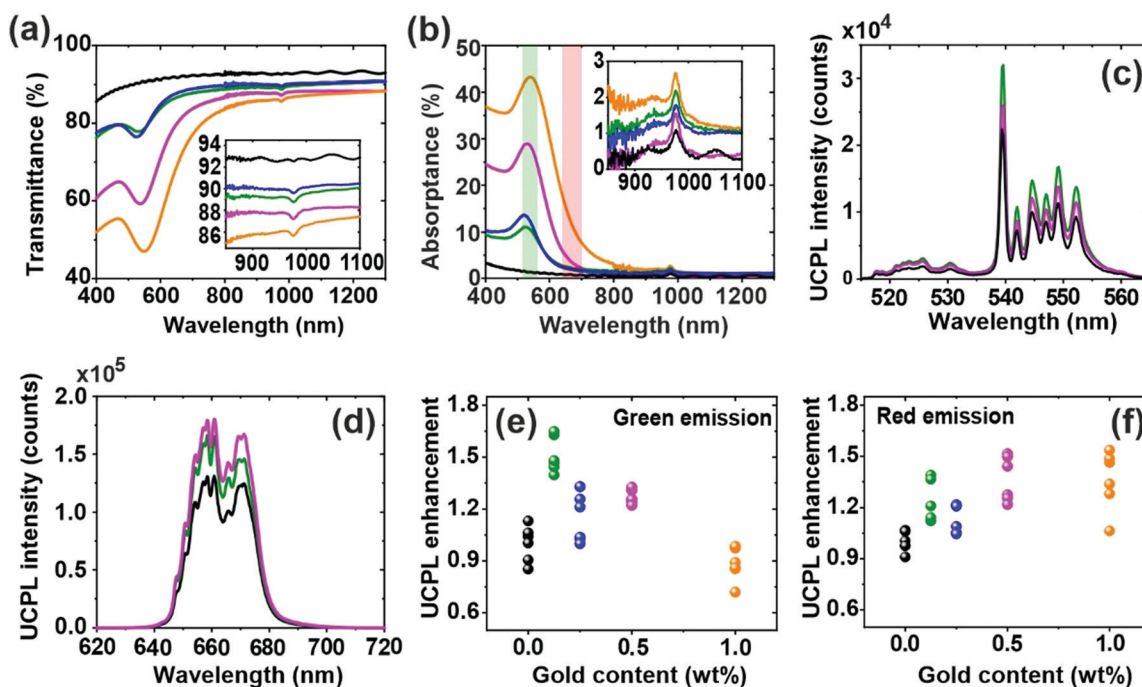 (a)
100
80
60
40
Transmittance (%)
94
92
90
88
86
900
1000
1100
400 600 800 1000 1200
Wavelength (nm)
(b)
50
40
30
20
10
0
Absorptance (%)
3
2
1
0
900
1000
1100
400 600 800 1000 1200
Wavelength (nm)
×10⁴
(c)
3
2
1
0
UCPL intensity (counts)
520 530 540 550 560
Wavelength (nm)
×10⁵
(d)
2.0
1.5
1.0
0.5
0.0
UCPL intensity (counts)
620 640 660 680 700 720
Wavelength (nm)
(e)
Green emission
1.8
1.5
1.2
0.9
0.6
UCPL enhancement
0.0 0.5 1.0
Gold content (wt%)
(f)
Red emission
1.8
1.5
1.2
0.9
0.6
UCPL enhancement
0.0 0.5 1.0
Gold content (wt%)